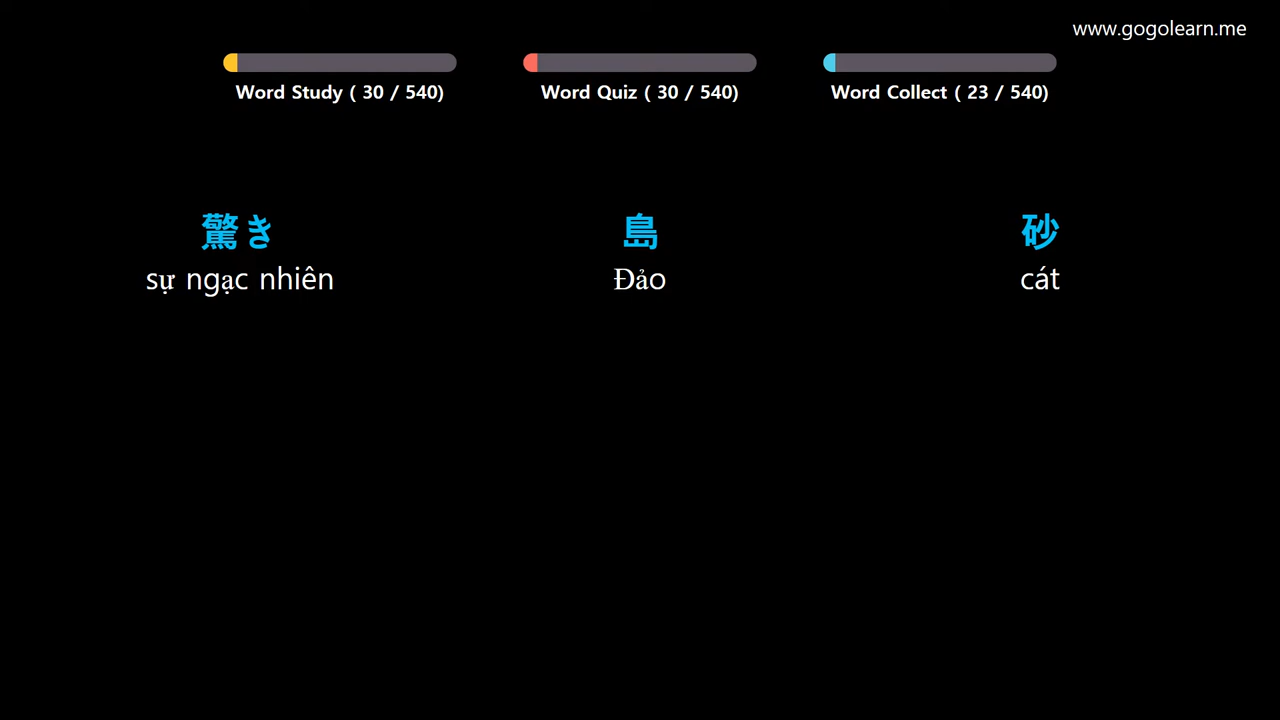 www.gogolearn.me
Word Study ( 30 / 540)
Word Quiz ( 30 / 540)
Word Collect ( 23 / 540)
驚き
sự ngạc nhiên
島
Đảo
砂
cát